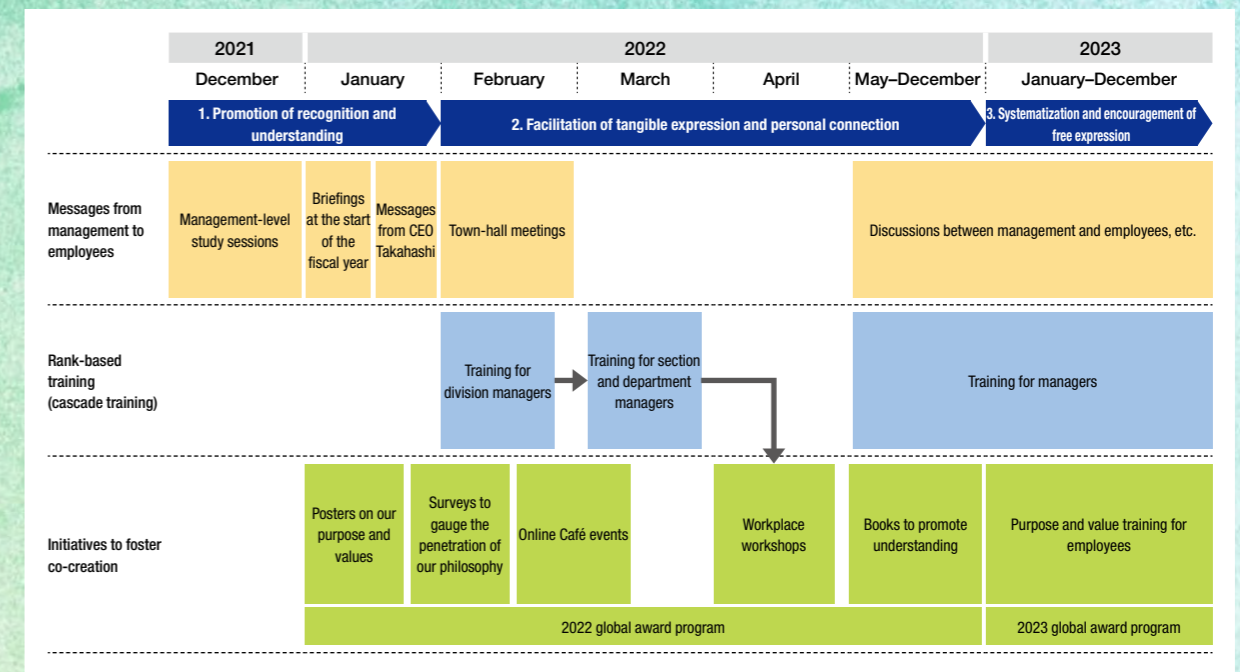 2021
2022
2023
December
January
February
March
April
May–December
January–December
1. Promotion of recognition and
understanding
2. Facilitation of tangible expression and personal connection
3. Systematization and encouragement of
free expression
Messages from
management to
employees
Management-level
study sessions
Briefings
at the start
of the
fiscal year
Messages
from CEO
Takahashi
Town-hall meetings
Discussions between management and employees, etc.
Rank-based
training
(cascade training)
Training for
division managers
Training for section
and department
managers
Training for managers
Initiatives to foster
co-creation
Posters on our
purpose and
values
Surveys to
gauge the
penetration of
our philosophy
Online Café events
Workplace
workshops
Books to promote
understanding
Purpose and value training for
employees
2022 global award program
2023 global award program